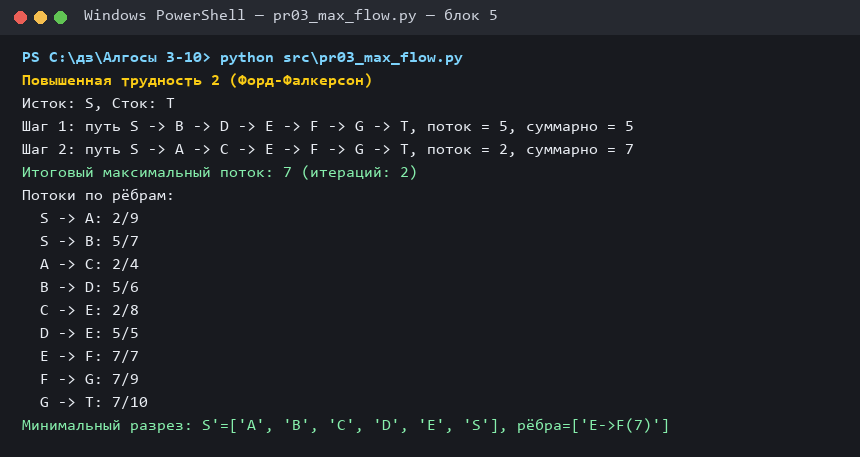 Windows PowerShell — pr03_max_flow.py — блок 5
PS C:\дз\Алгосы 3-10> python src\pr03_max_flow.py
Повышенная трудность 2 (Форд-Фалкерсон)
Исток: S, Сток: T
Шаг 1: путь S -> B -> D -> E -> F -> G -> T, поток = 5, суммарно = 5
Шаг 2: путь S -> A -> C -> E -> F -> G -> T, поток = 2, суммарно = 7
Итоговый максимальный поток: 7 (итераций: 2)
Потоки по рёбрам:
S -> A: 2/9
S -> B: 5/7
A -> C: 2/4
B -> D: 5/6
C -> E: 2/8
D -> E: 5/5
E -> F: 7/7
F -> G: 7/9
G -> T: 7/10
Минимальный разрез: S'=['A', 'B', 'C', 'D', 'E', 'S'], рёбра=['E->F(7)']